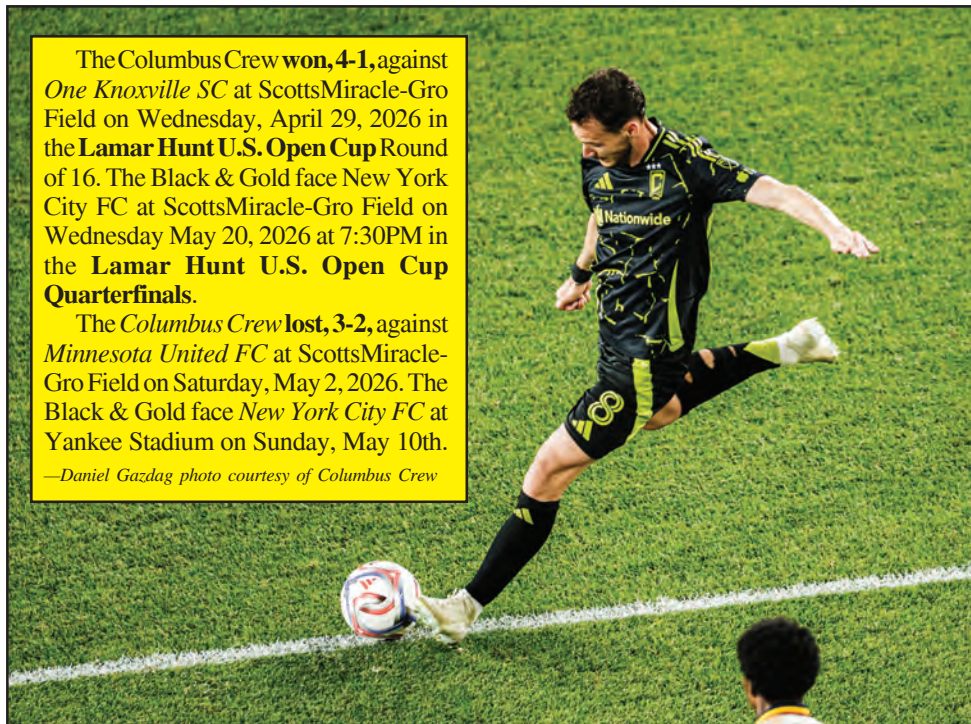 The Columbus Crew won, 4-1, against
One Knoxville SC at ScottsMiracle-Gro
Field on Wednesday, April 29, 2026 in
the Lamar Hunt U.S. Open Cup Round
of 16. The Black & Gold face New York
City FC at ScottsMiracle-Gro Field on
Wednesday May 20, 2026 at 7:30PM in
the Lamar Hunt U.S. Open Cup
Quarterfinals.
The Columbus Crew lost, 3-2, against
Minnesota United FC at ScottsMiracle-
Gro Field on Saturday, May 2, 2026. The
Black & Gold face New York City FC at
Yankee Stadium on Sunday, May 10th.
—Daniel Gazdag photo courtesy of Columbus Crew
Nationwide
8